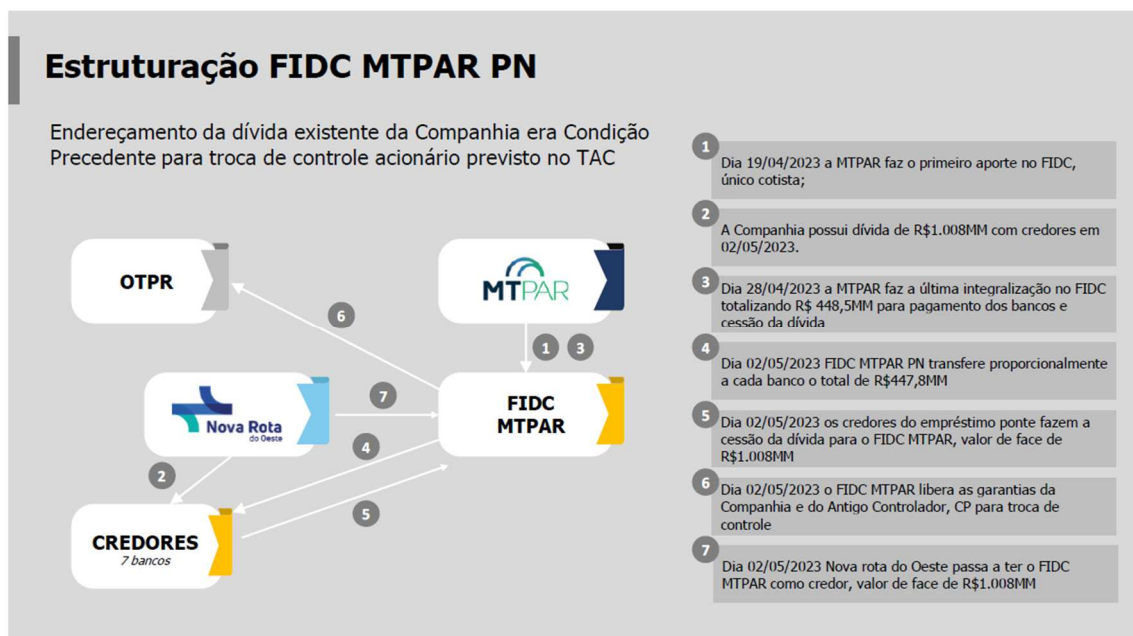 Estruturação FIDC MTPAR PN
Endereçamento da dívida existente da Companhia era Condição
Precedente para troca de controle acionário previsto no TAC
OTPR
MTPAR
6
1
3
Nova Rota
do Oeste
7
FIDC
MTPAR
4
2
5
CREDORES
7 bancos
1
Dia 19/04/2023 a MTPAR faz o primeiro aporte no FIDC,
único cotista;
2
A Companhia possui dívida de R$1.008MM com credores em
02/05/2023.
3
Dia 28/04/2023 a MTPAR faz a última integralização no FIDC
totalizando R$ 448,5MM para pagamento dos bancos e
cessão da dívida
4
Dia 02/05/2023 FIDC MTPAR PN transfere proporcionalmente
a cada banco o total de R$447,8MM
5
Dia 02/05/2023 os credores do empréstimo ponte fazem a
cessão da dívida para o FIDC MTPAR, valor de face de
R$1.008MM
6
Dia 02/05/2023 o FIDC MTPAR libera as garantias da
Companhia e do Antigo Controlador, CP para troca de
controle
7
Dia 02/05/2023 Nova rota do Oeste passa a ter o FIDC
MTPAR como credor, valor de face de R$1.008MM